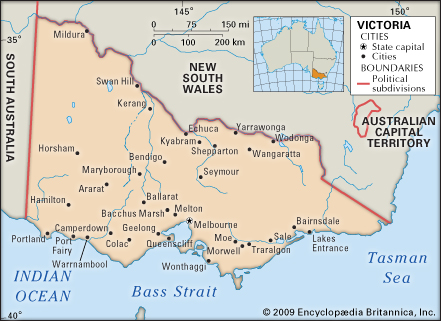 145°
150°
35°
40°
0 75 150 mi
0 100 200 km
VICTORIA
CITIES
State capital
Cities
BOUNDARIES
Political
subdivisions
SOUTH AUSTRALIA
NEW
SOUTH
WALES
AUSTRALIAN
CAPITAL
TERRITORY
Mildura
Swan Hill
Kerang
Echuca
Yarrawonga
Kyabram
Wodonga
Shepparton
Wangaratta
Horsham
Bendigo
Maryborough
Seymour
Ararat
Hamilton
Ballarat
Bacchus Marsh
Melton
Melbourne
Bairnsdale
Portland
Camperdown
Geelong
Moe
Sale
Port
Fairy
Colac
Queenscliff
Morwell
Traralgon
Lakes
Entrance
Warrnambool
Wonthaggi
INDIAN
OCEAN
Bass Strait
Tasman
Sea
© 2009 Encyclopædia Britannica, Inc.